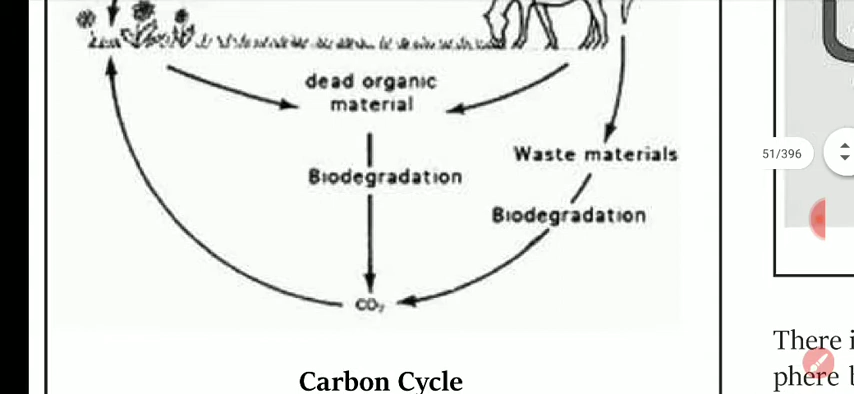 dead organic
material
Waste materials
51/396
Biodegradation
Biodegradation
CO₂
There i
phere b
Carbon Cycle